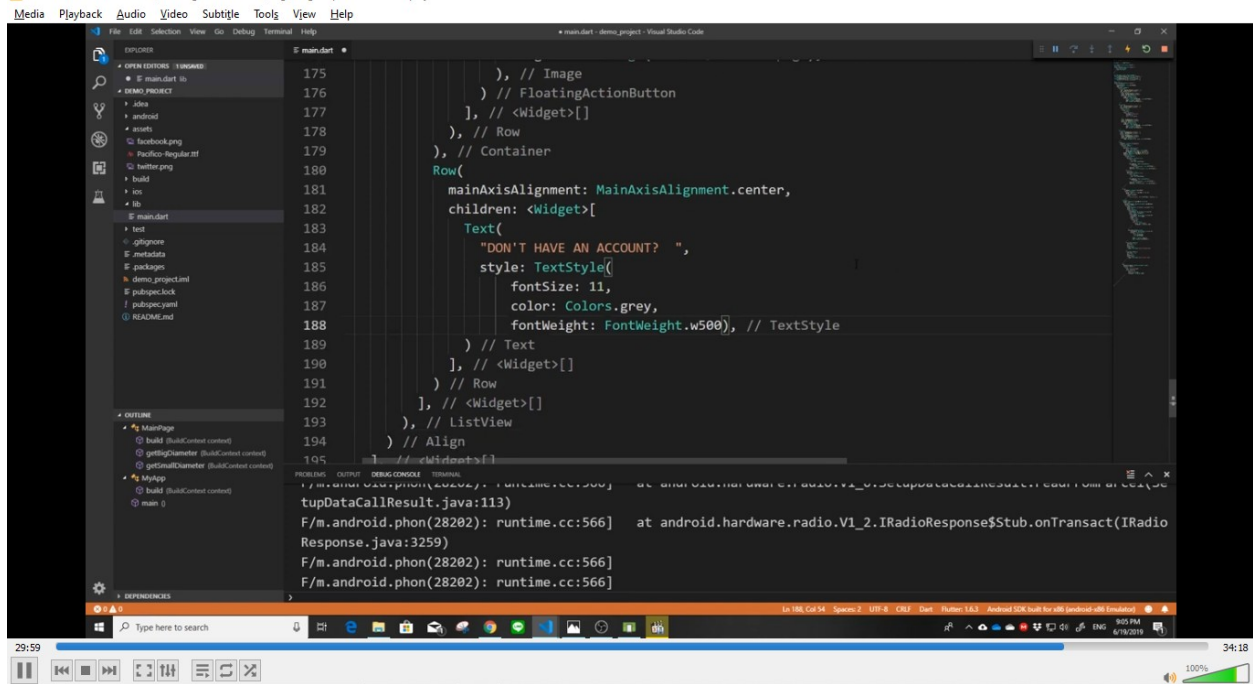 Media Playback Audio Video Subtitle Tools View Help
File Edit Selection View Go Debug Terminal Help
● main.dart - demo_project - Visual Studio Code
EXPLORER
OPEN EDITORS 1 UNSAVED
● main.dart lib
DEMO_PROJECT
.idea
android
assets
facebook.png
Pacifico-Regular.ttf
twitter.png
build
ios
lib
main.dart
test
.gitignore
.metadata
.packages
demo_project.iml
pubspec.lock
pubspec.yaml
README.md
OUTLINE
MainPage
build (BuildContext context)
getBigDiameter (BuildContext context)
getSmallDiameter (BuildContext context)
MyApp
build (BuildContext context)
main ()
DEPENDENCIES
main.dart ●
175 ), // Image
176 ) // FloatingActionButton
177 ], // <Widget>[]
178 ), // Row
179 ), // Container
180 Row(
181 mainAxisAlignment: MainAxisAlignment.center,
182 children: <Widget>[
183 Text(
184 "DON'T HAVE AN ACCOUNT?  ",
185 style: TextStyle(
186 fontSize: 11,
187 color: Colors.grey,
188 fontWeight: FontWeight.w500), // TextStyle
189 ) // Text
190 ], // <Widget>[]
191 ) // Row
192 ], // <Widget>[]
193 ), // ListView
194 ) // Align
195 ], // <Widget>[]
PROBLEMS OUTPUT DEBUG CONSOLE TERMINAL
tupDataCallResult.java:113)
F/m.android.phon(28202): runtime.cc:566]   at android.hardware.radio.V1_2.IRadioResponse$Stub.onTransact(IRadio
Response.java:3259)
F/m.android.phon(28202): runtime.cc:566]
F/m.android.phon(28202): runtime.cc:566]
>
0 0 Ln 188, Col 54 Spaces: 2 UTF-8 CRLF Dart Flutter: 1.6.3 Android SDK built for x86 (android-x86 Emulator)
Type here to search
ENG 9:05 PM
6/19/2019
29:59 34:18
100%